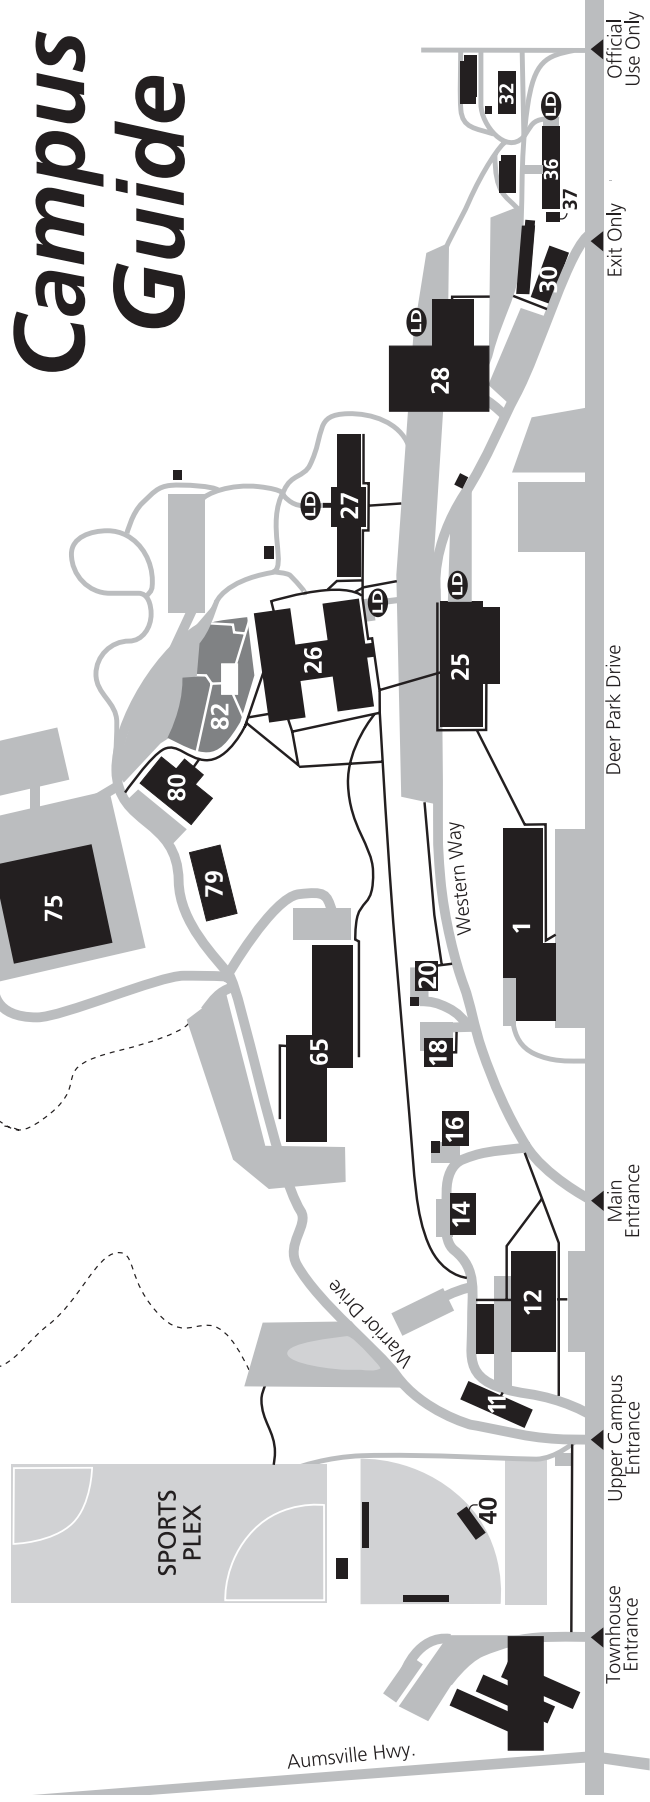 Campus
Guide
Official
Use Only
32
LD
36
37
Exit Only
30
LD
28
LD
27
LD
LD
26
25
82
80
Deer Park Drive
75
79
Western Way
1
20
65
18
16
14
Main
Entrance
Warrior Drive
12
11
Upper Campus
Entrance
SPORTS
PLEX
40
Townhouse
Entrance
Aumsville Hwy.